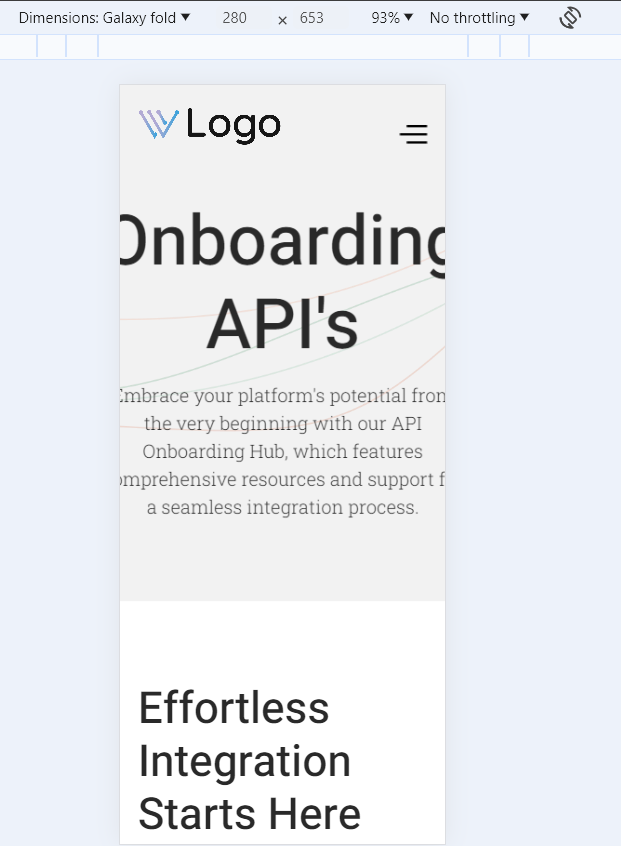 Dimensions: Galaxy fold ▼ 280 × 653 93% ▼ No throttling ▼
Logo
Onboarding
API's
Embrace your platform's potential from
the very beginning with our API
Onboarding Hub, which features
omprehensive resources and support f
a seamless integration process.
Effortless
Integration
Starts Here